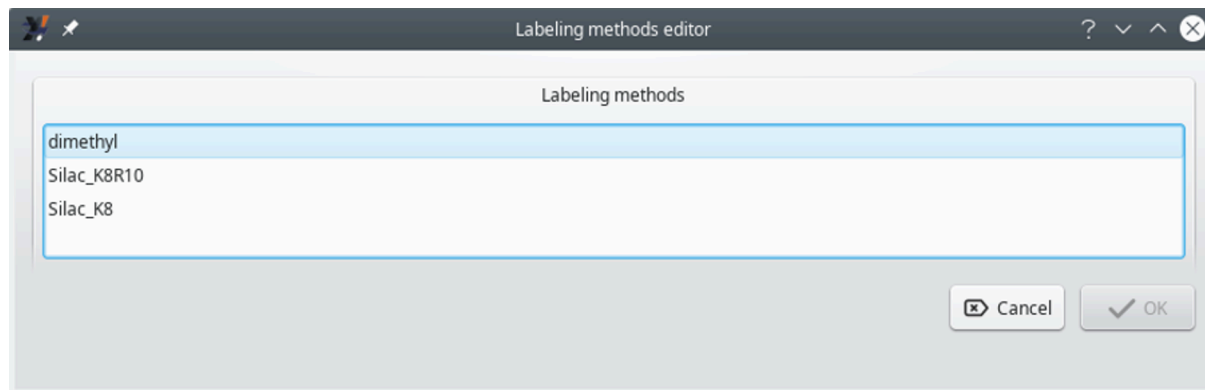 Labeling methods editor
Labeling methods
dimethyl
Silac_K8R10
Silac_K8
Cancel
OK